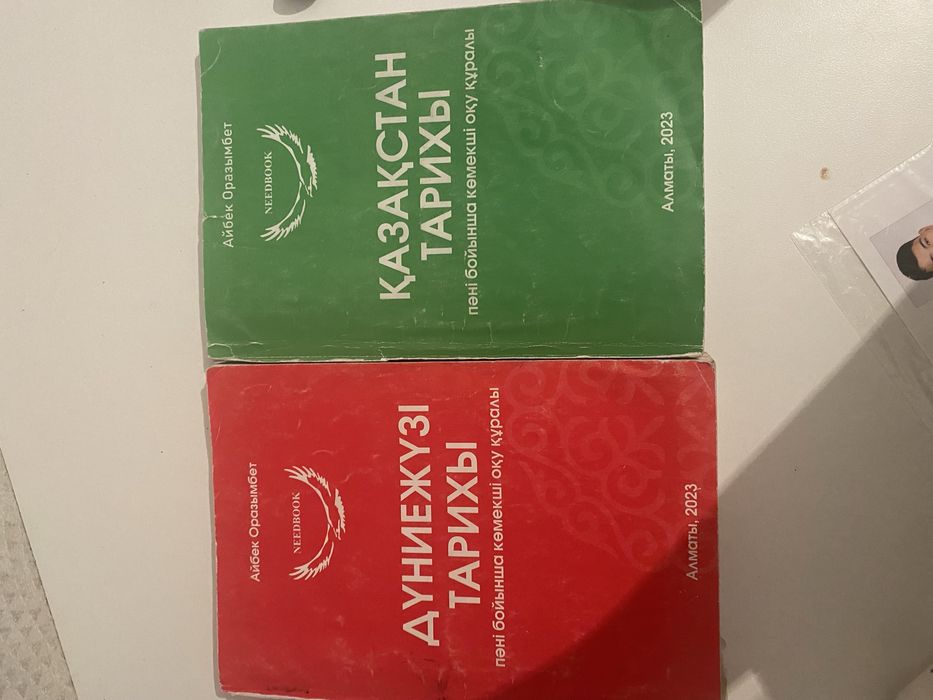 Айбек Оразымбет
NEEDBOOK
ҚАЗАҚСТАН
ТАРИХЫ
пәні бойынша көмекші оқу құралы
Алматы, 2023
Айбек Оразымбет
NEEDBOOK
ДҮНИЕЖҮЗІ
ТАРИХЫ
пәні бойынша көмекші оқу құралы
Алматы, 2023